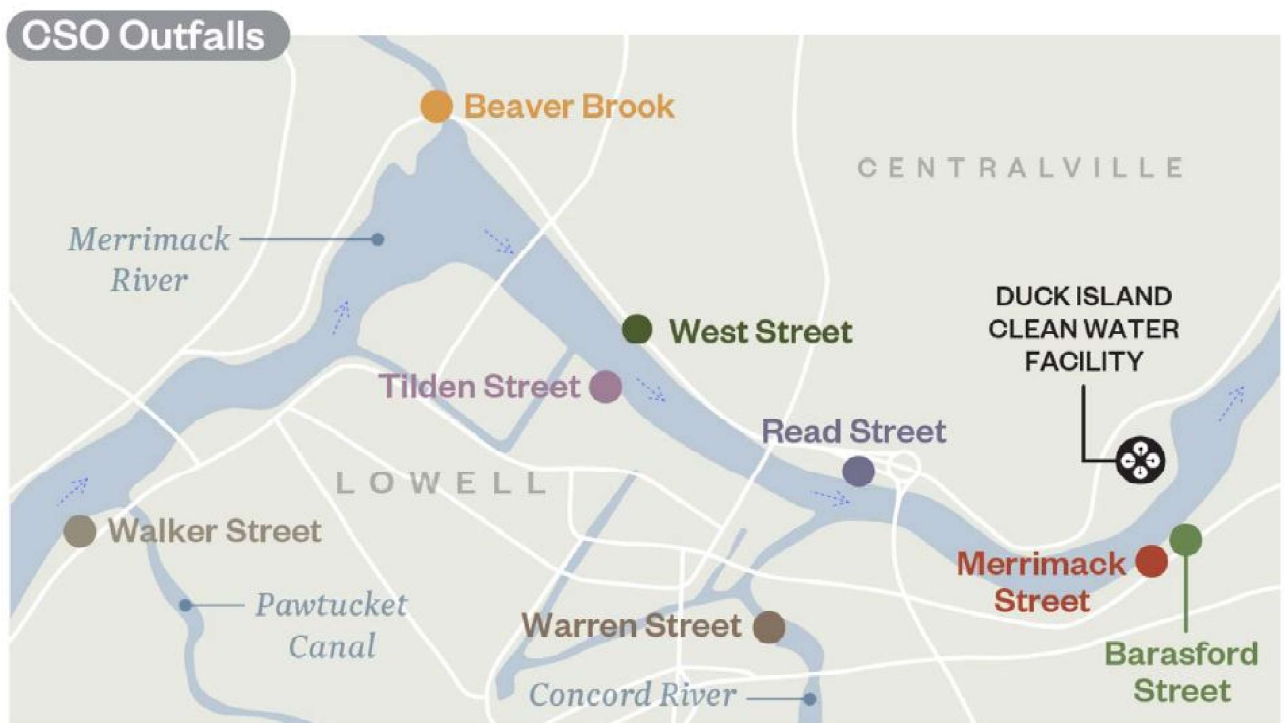 CSO Outfalls
Beaver Brook
CENTRALVILLE
Merrimack
River
DUCK ISLAND
CLEAN WATER
FACILITY
West Street
Tilden Street
Read Street
LOWELL
Walker Street
Merrimack
Street
Pawtucket
Canal
Warren Street
Barasford
Street
Concord River